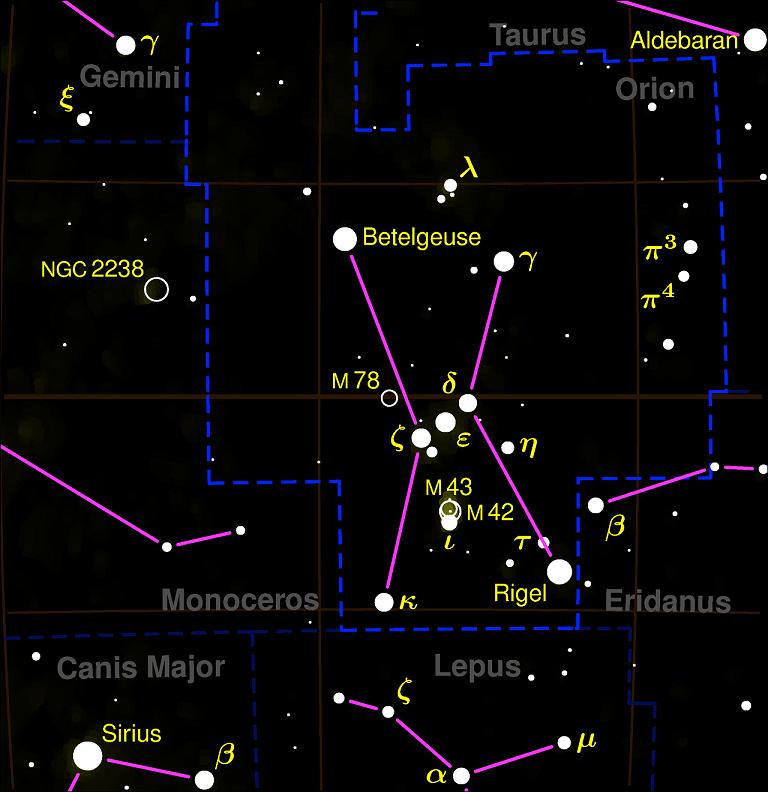 Taurus
Aldebaran
γ
Gemini
Orion
ξ
λ
Betelgeuse
γ
π³
NGC 2238
π⁴
M 78
δ
ζ
ε
η
M 43
M 42
ι
τ
β
Rigel
κ
Monoceros
Eridanus
Canis Major
Lepus
ζ
Sirius
β
μ
α